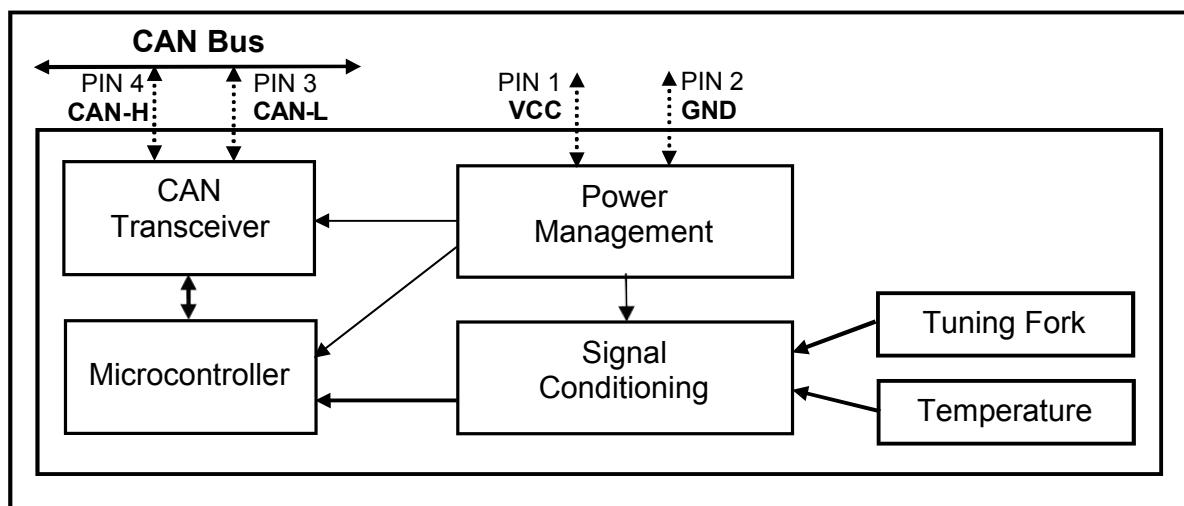 CAN Bus
PIN 4
CAN-H
PIN 3
CAN-L
PIN 1
VCC
PIN 2
GND
CAN
Transceiver
Power
Management
Microcontroller
Signal
Conditioning
Tuning Fork
Temperature